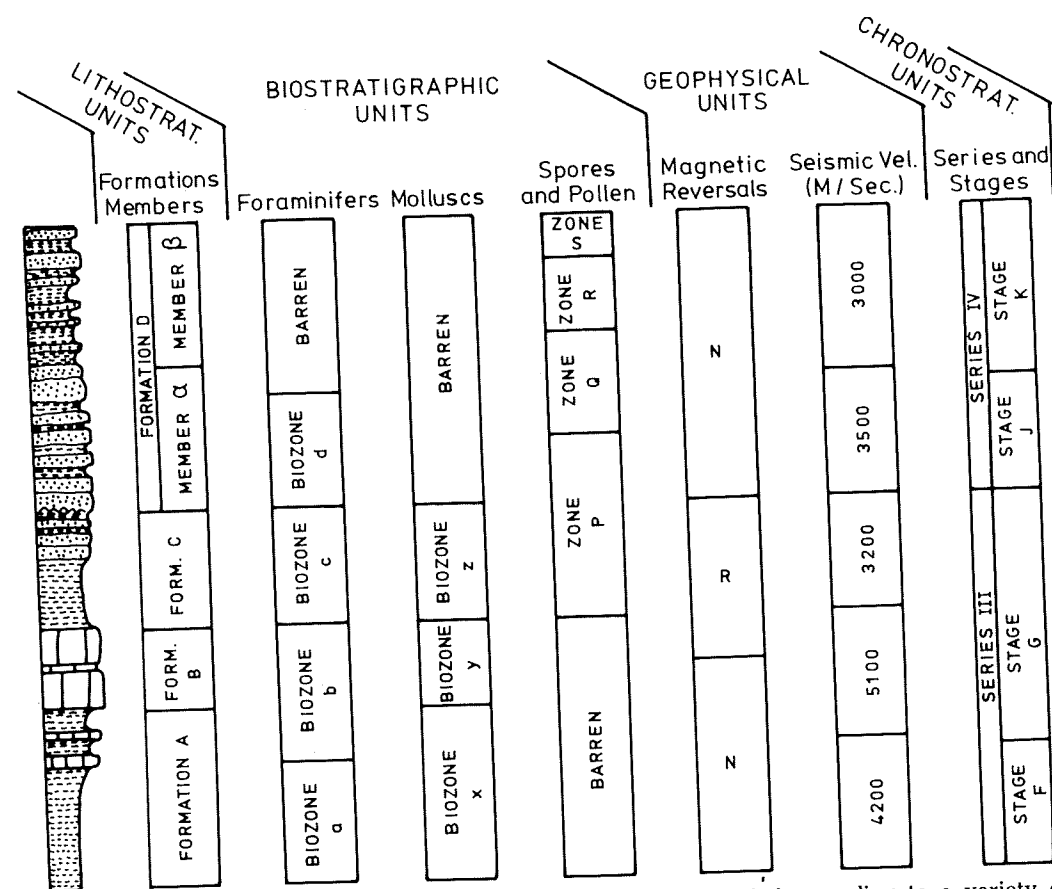 LITHOSTRAT.
UNITS
BIOSTRATIGRAPHIC
UNITS
GEOPHYSICAL
UNITS
CHRONOSTRAT.
UNITS
Formations
Members
Foraminifers
Molluscs
Spores
and Pollen
Magnetic
Reversals
Seismic Vel.
(M / Sec.)
Series and
Stages
FORMATION D
MEMBER β
MEMBER α
FORM. C
FORM.
B
FORMATION A
BARREN
BIOZONE
d
BIOZONE
c
BIOZONE
b
BIOZONE
a
BARREN
BIOZONE
z
BIOZONE
y
BIOZONE
x
ZONE
S
ZONE
R
ZONE
Q
ZONE
P
BARREN
N
R
N
3000
3500
3200
5100
4200
SERIES IV
SERIES III
STAGE
K
STAGE
J
STAGE
G
STAGE
F
variety